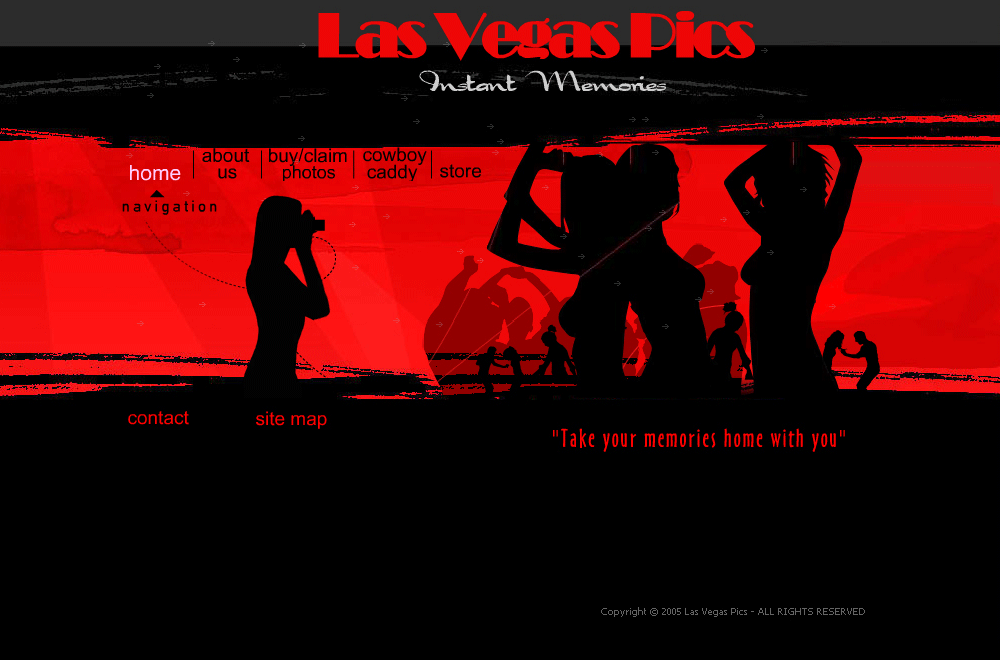 Las Vegas Pics
Instant Memories
home
about
us
buy/claim
photos
cowboy
caddy
store
navigation
contact
site map
"Take your memories home with you"
Copyright © 2005 Las Vegas Pics - ALL RIGHTS RESERVED